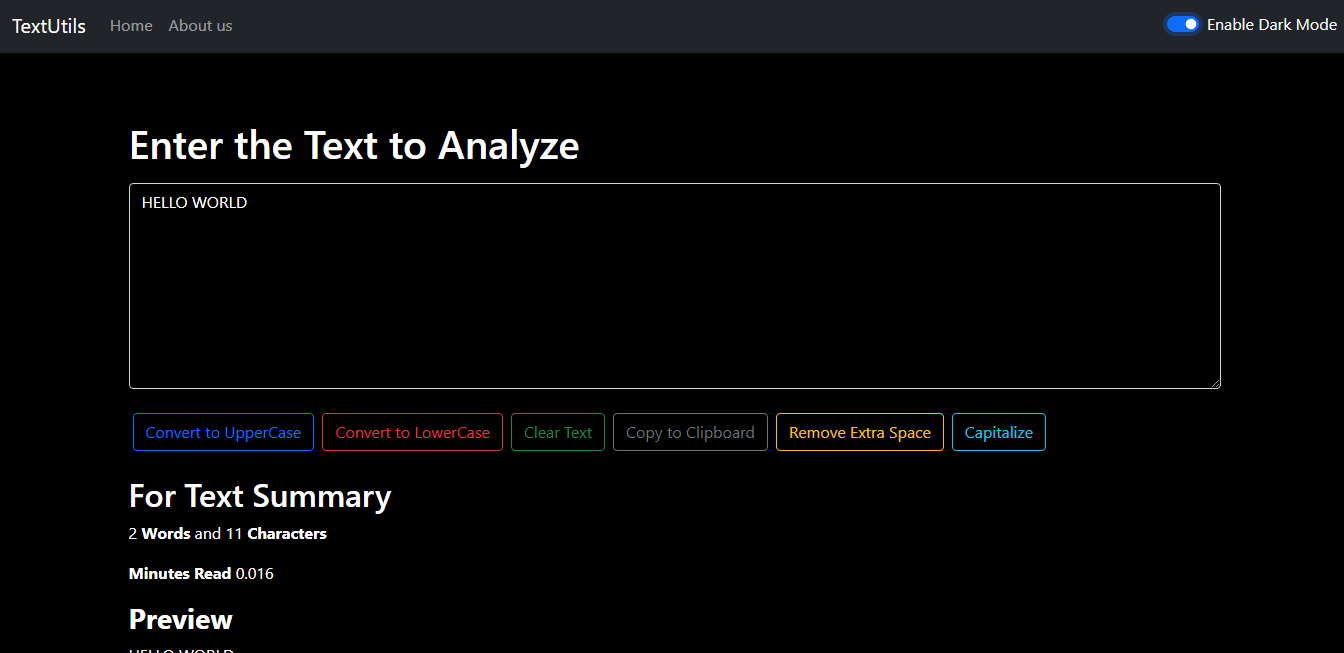 TextUtils Home About us Enable Dark Mode
Enter the Text to Analyze
HELLO WORLD
Convert to UpperCase Convert to LowerCase Clear Text Copy to Clipboard Remove Extra Space Capitalize
For Text Summary
2 Words and 11 Characters
Minutes Read 0.016
Preview
HELLO WORLD